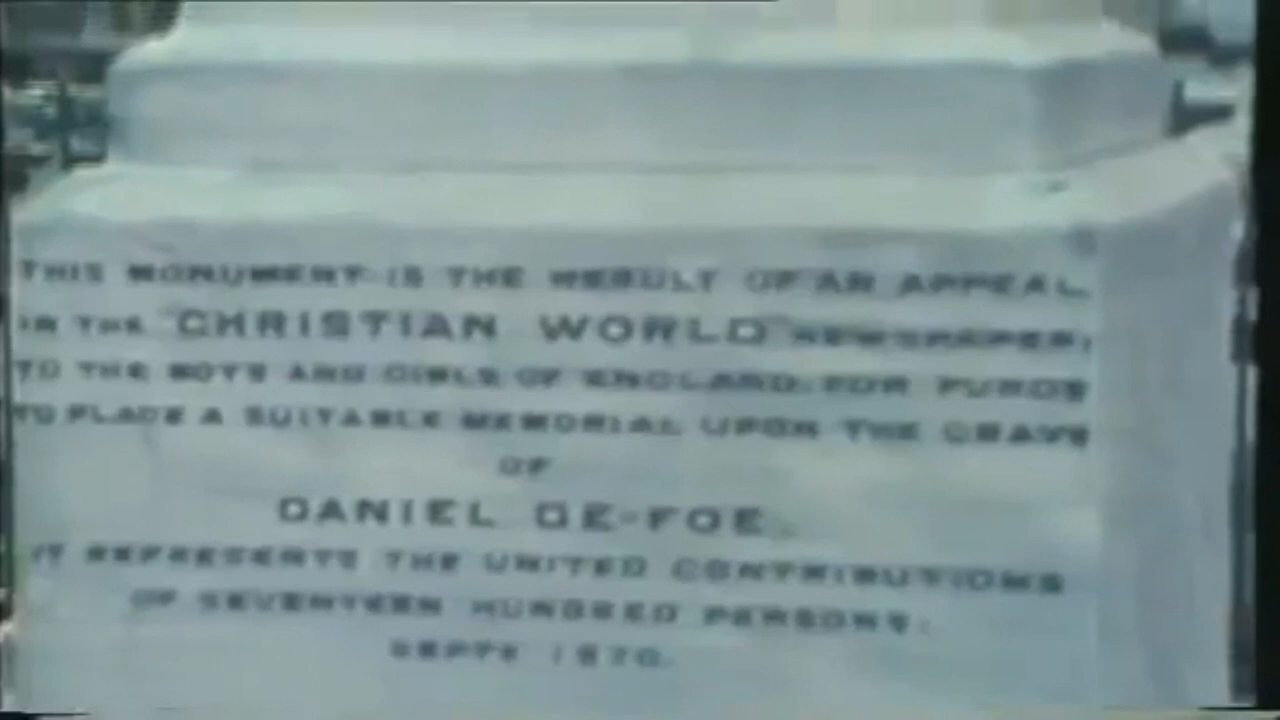 THIS MONUMENT IS THE RESULT OF AN APPEAL,
IN THE "CHRISTIAN WORLD" NEWSPAPER,
TO THE BOYS AND GIRLS OF ENGLAND, FOR FUNDS
TO PLACE A SUITABLE MEMORIAL UPON THE GRAVE
OF
DANIEL DE-FOE.
IT REPRESENTS THE UNITED CONTRIBUTIONS
OF SEVENTEEN HUNDRED PERSONS.
SEPTR 1870.